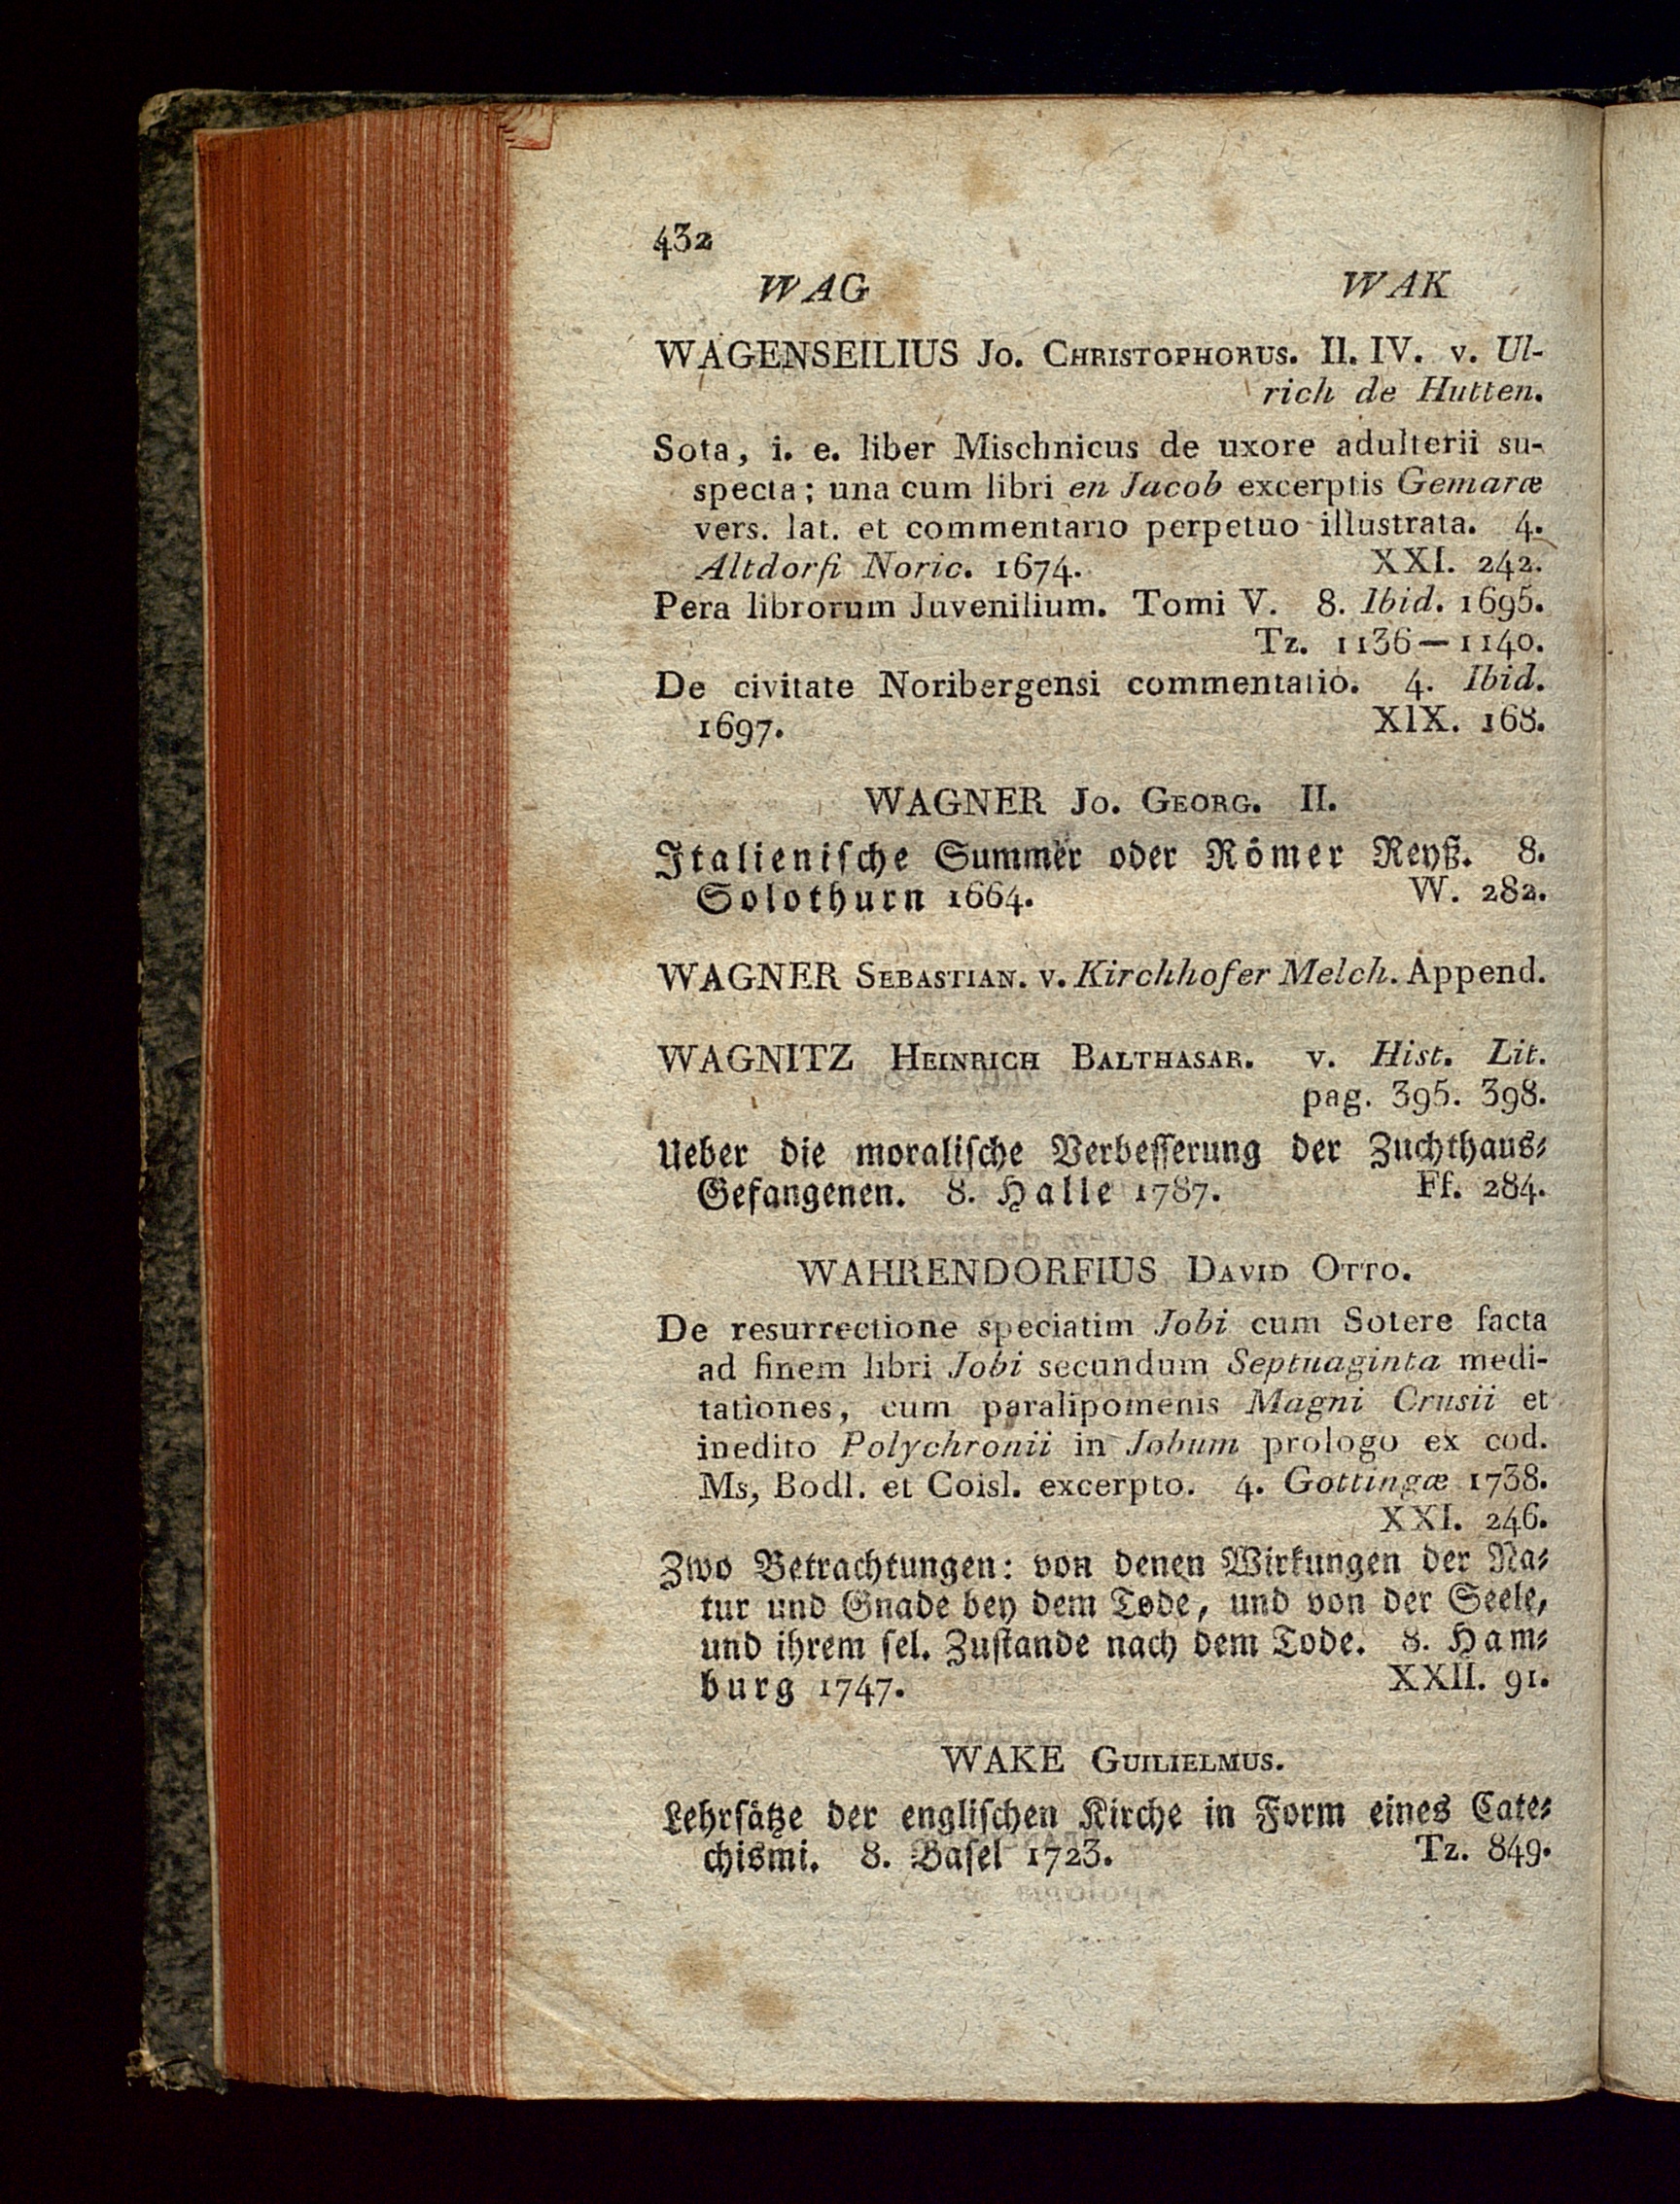 432
WAG WAK
WAGENSEILIUS Jo. Christophorus. II. IV. v. Ul-
rich de Hutten.
Sota, i. e. liber Mischnicus de uxore adulterii su-
specta; una cum libri en Jacob excerptis Gemaræ
vers. lat. et commentario perpetuo illustrata. 4.
Altdorfi Noric. 1674. XXI. 242.
Pera librorum Juvenilium. Tomi V. 8. Ibid. 1695.
Tz. 1136—1140.
De civitate Noribergensi commentatio. 4. Ibid.
1697. XIX. 168.
WAGNER Jo. Georg. II.
Italienische Summer oder Römer Reyß. 8.
Solothurn 1664. W. 282.
WAGNER Sebastian. v. Kirchhofer Melch. Append.
WAGNITZ Heinrich Balthasar. v. Hist. Lit.
pag. 395. 398.
Ueber die moralische Verbesserung der Zuchthaus-
Gefangenen. 8. Halle 1787. Ff. 284.
WAHRENDORFIUS David Otto.
De resurrectione speciatim Jobi cum Sotere facta
ad finem libri Jobi secundum Septuaginta medi-
tationes, cum paralipomenis Magni Crusii et
inedito Polychronii in Jobum prologo ex cod.
Ms, Bodl. et Coisl. excerpto. 4. Gottingæ 1738.
XXI. 246.
Zwo Betrachtungen: von denen Wirkungen der Na-
tur und Gnade bey dem Tode, und von der Seele,
und ihrem sel. Zustande nach dem Tode. 8. Ham-
burg 1747. XXII. 91.
WAKE Guilielmus.
Lehrsätze der englischen Kirche in Form eines Cate-
chismi. 8. Basel 1723. Tz. 849.